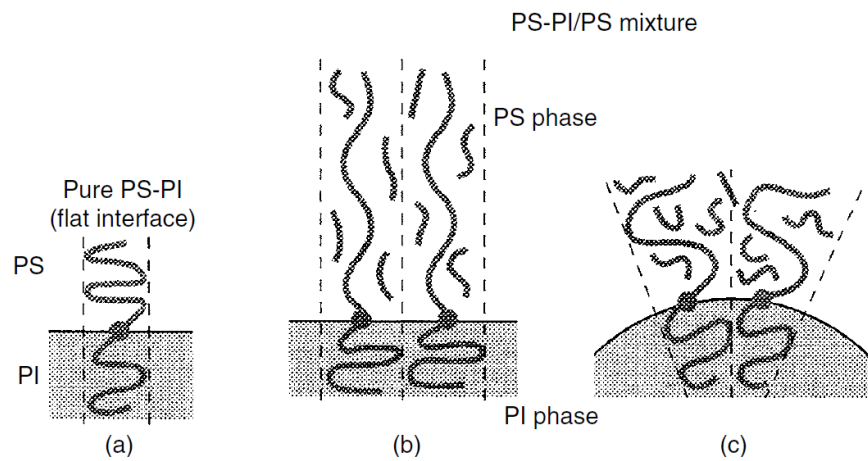 PS-PI/PS mixture
PS phase
Pure PS-PI
(flat interface)
PS
PI
PI phase
(a)
(b)
(c)